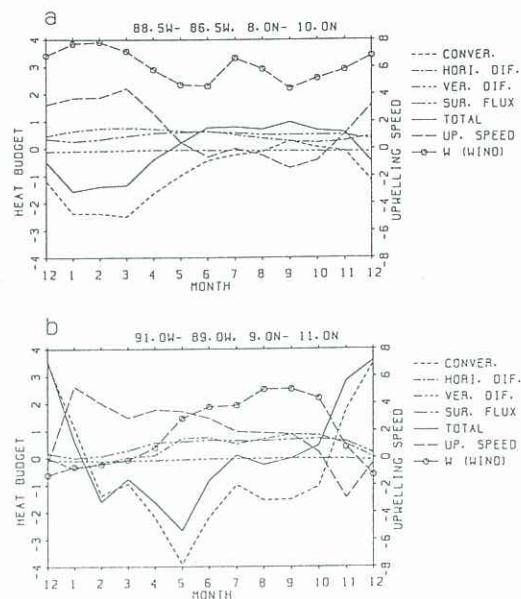 a
88.5W- 86.5W, 8.0N- 10.0N
HEAT BUDGET
4
3
2
1
0
-1
-2
-3
-4
UPWELLING SPEED
8
6
4
2
0
-2
-4
-6
-8
12 1 2 3 4 5 6 7 8 9 10 11 12
MONTH
CONVER.
HORI. DIF.
VER. DIF.
SUR. FLUX
TOTAL
UP. SPEED
W (WIND)
b
91.0W- 89.0W, 9.0N- 11.0N
HEAT BUDGET
4
3
2
1
0
-1
-2
-3
-4
UPWELLING SPEED
8
6
4
2
0
-2
-4
-6
-8
12 1 2 3 4 5 6 7 8 9 10 11 12
MONTH
CONVER.
HORI. DIF.
VER. DIF.
SUR. FLUX
TOTAL
UP. SPEED
W (WIND)